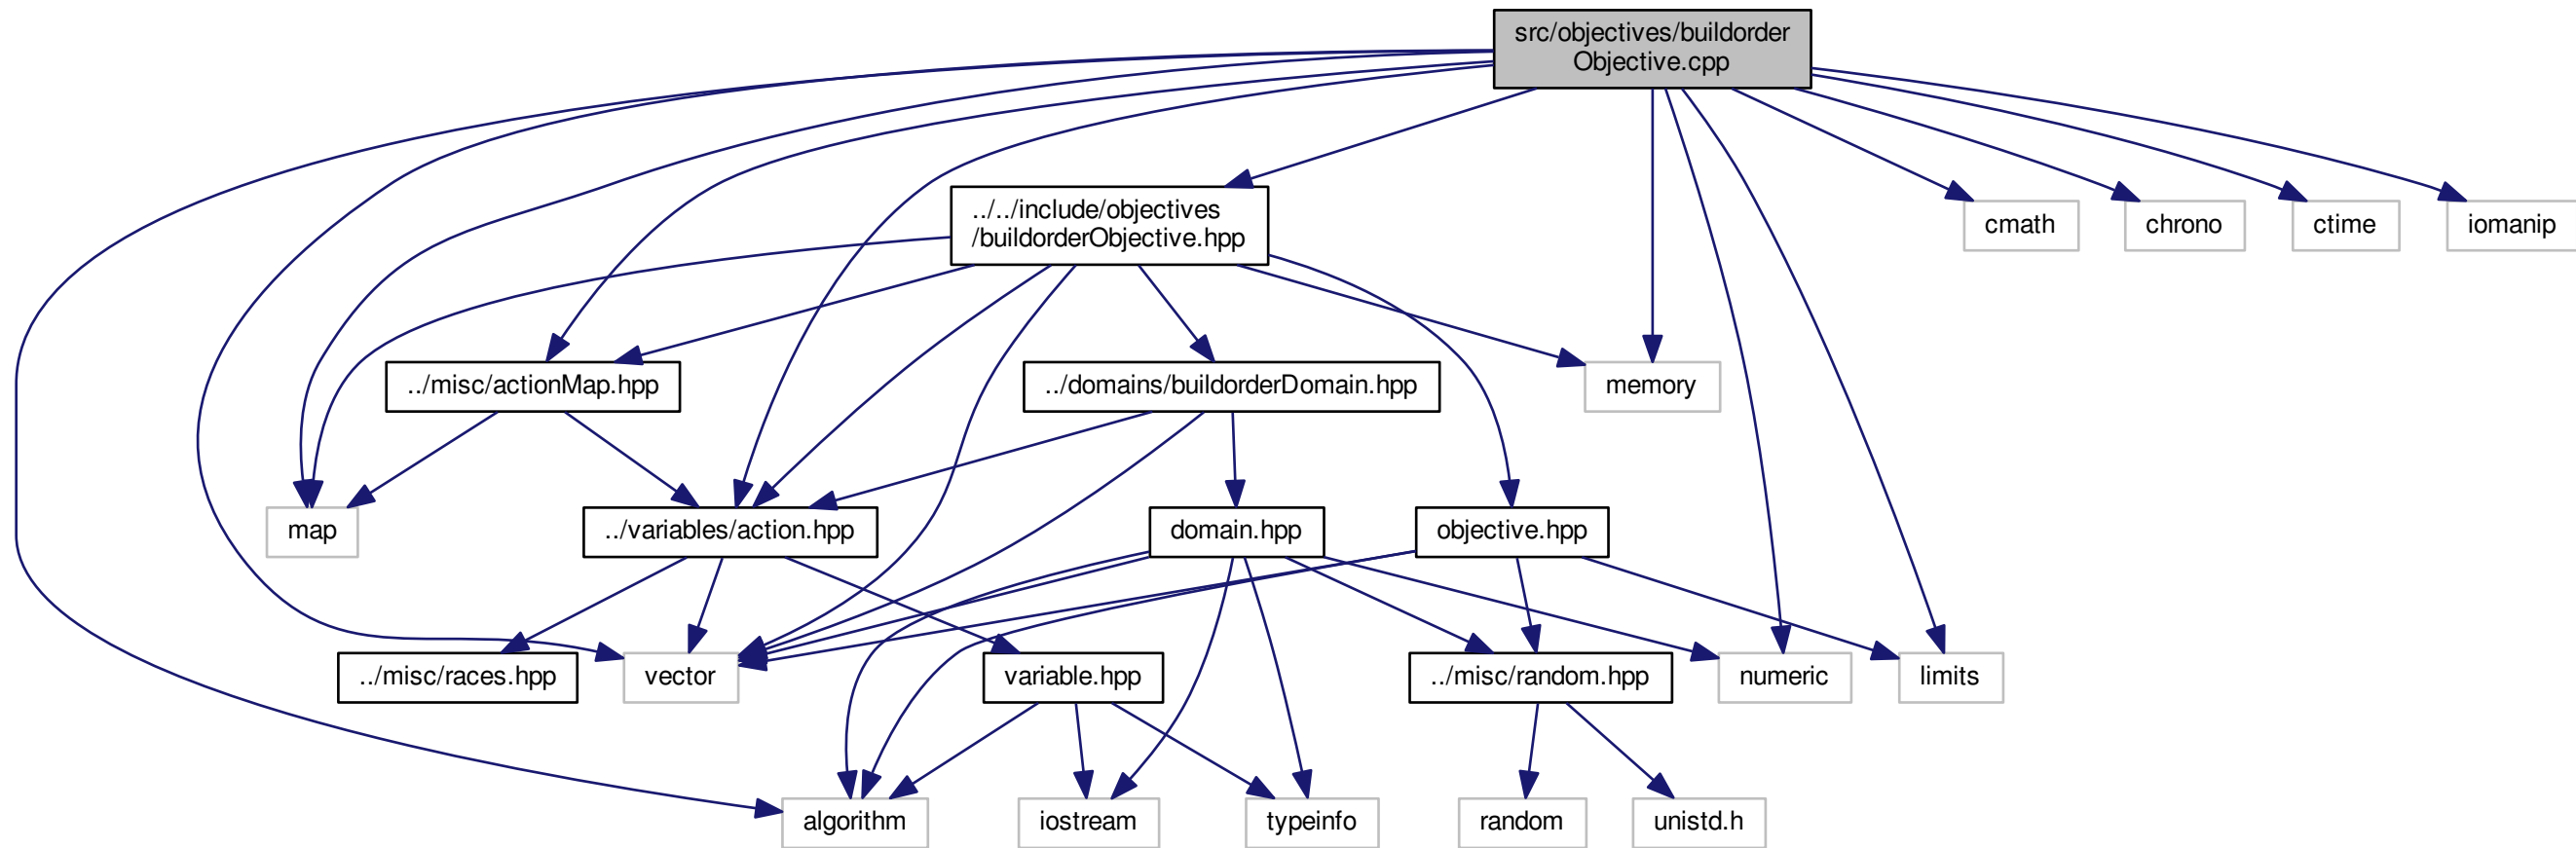 src/objectives/buildorder
Objective.cpp
../../include/objectives
/buildorderObjective.hpp
cmath
chrono
ctime
iomanip
../misc/actionMap.hpp
../domains/buildorderDomain.hpp
memory
map
../variables/action.hpp
domain.hpp
objective.hpp
../misc/races.hpp
vector
variable.hpp
../misc/random.hpp
numeric
limits
algorithm
iostream
typeinfo
random
unistd.h